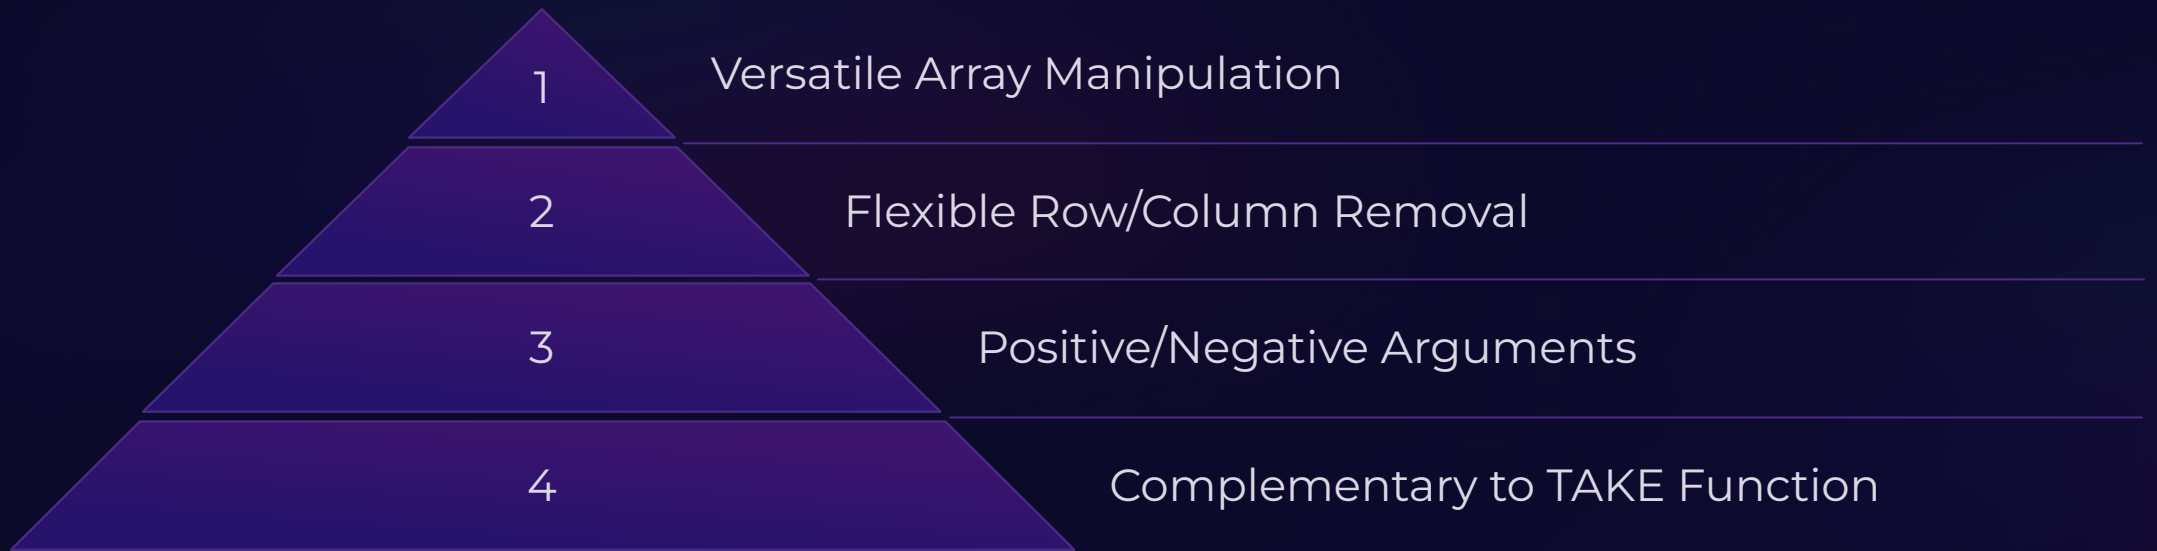 1
Versatile Array Manipulation
2
Flexible Row/Column Removal
3
Positive/Negative Arguments
4
Complementary to TAKE Function